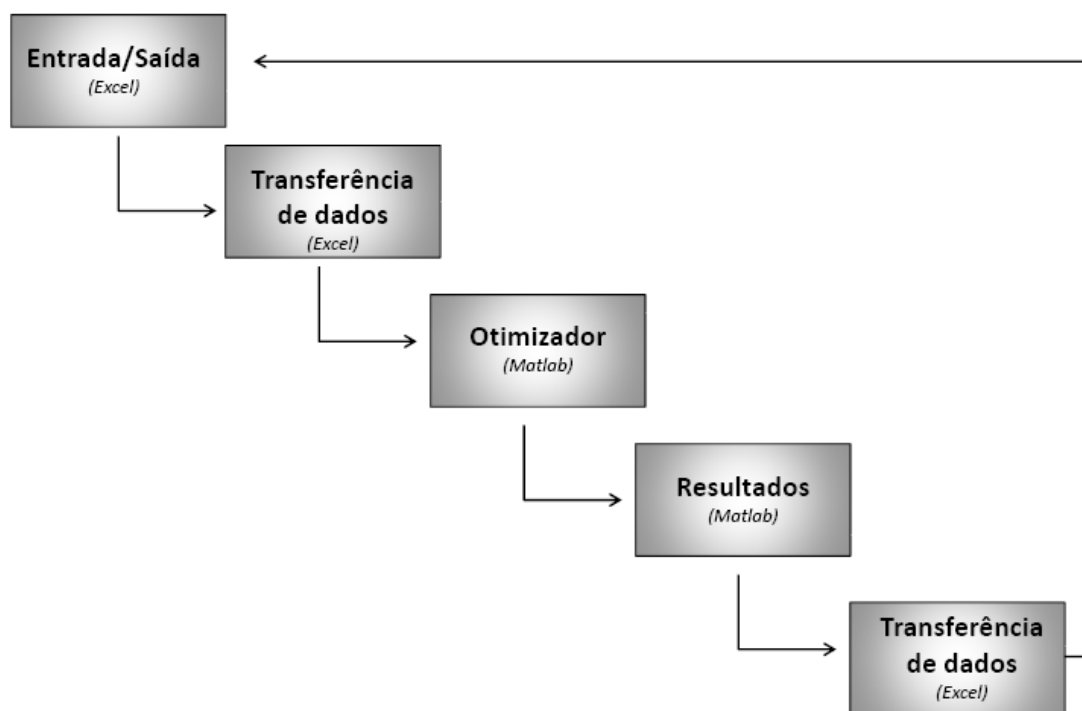 Entrada/Saída
(Excel)
Transferência
de dados
(Excel)
Otimizador
(Matlab)
Resultados
(Matlab)
Transferência
de dados
(Excel)